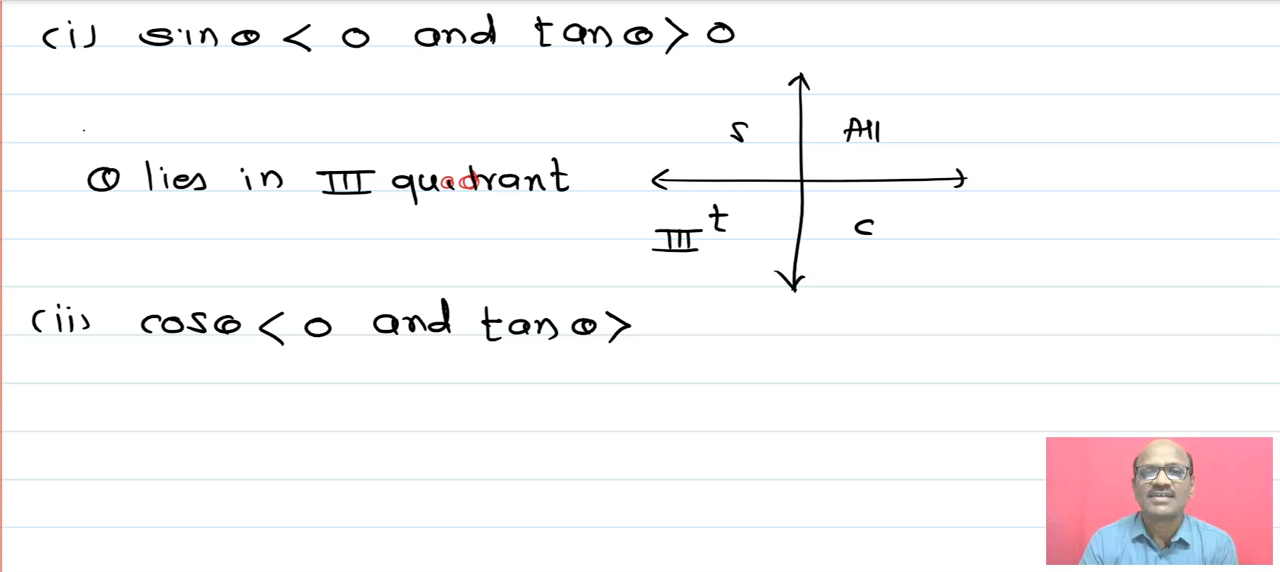 (i) sinθ < 0 and tanθ > 0
S All
θ lies in III quadrant
III t C
(ii) cosθ < 0 and tanθ >